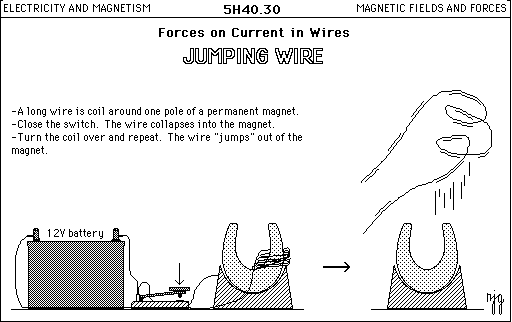 ELECTRICITY AND MAGNETISM 5H40.30 MAGNETIC FIELDS AND FORCES
Forces on Current in Wires
JUMPING WIRE
-A long wire is coil around one pole of a permanent magnet.
-Close the switch. The wire collapses into the magnet.
-Turn the coil over and repeat. The wire "jumps" out of the
magnet.
12V battery
njg